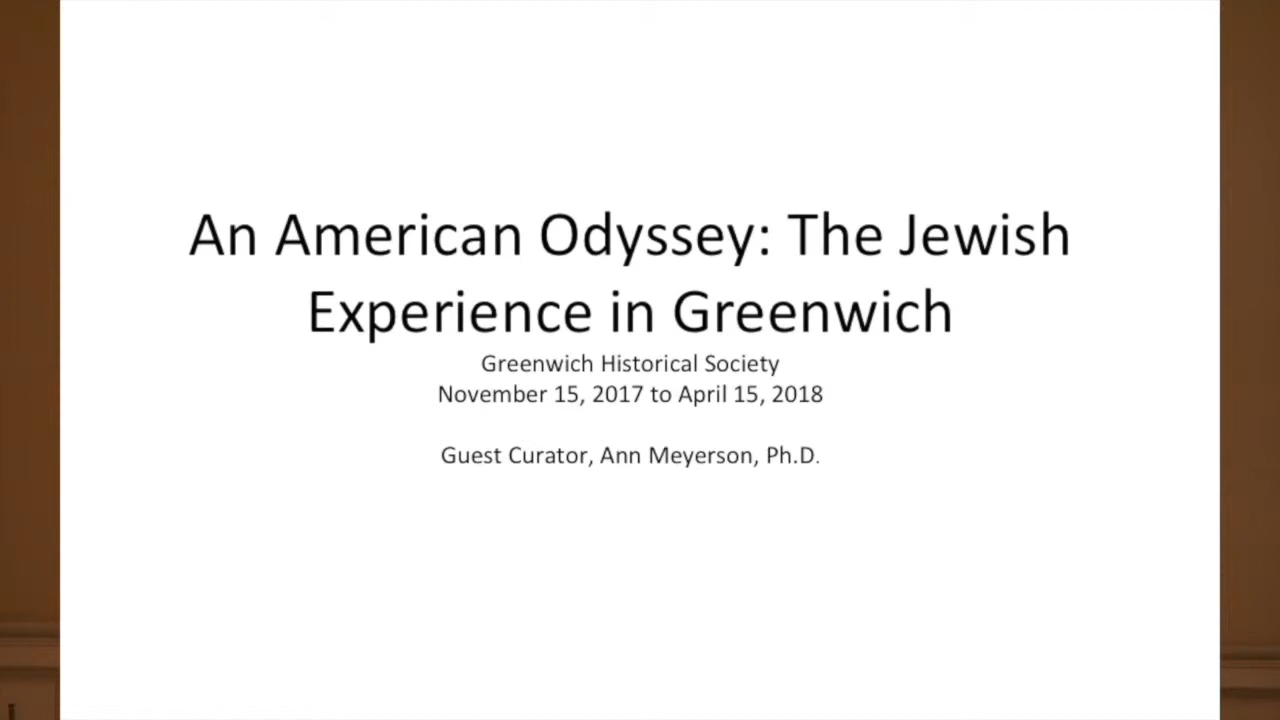 An American Odyssey: The Jewish
Experience in Greenwich
Greenwich Historical Society
November 15, 2017 to April 15, 2018
Guest Curator, Ann Meyerson, Ph.D.